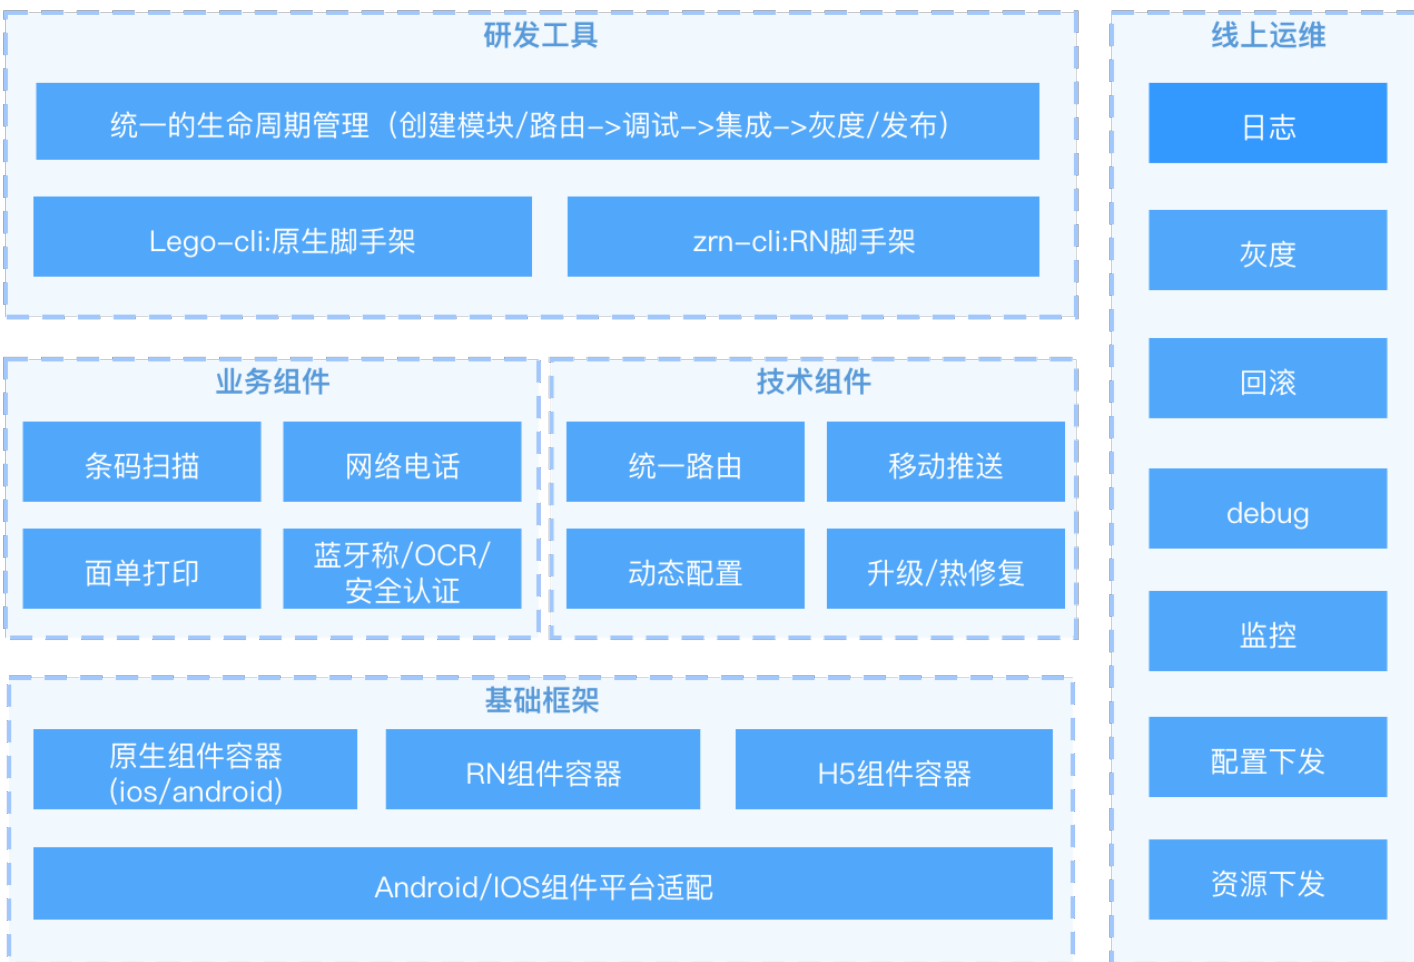 研发工具
统一的生命周期管理（创建模块/路由->调试->集成->灰度/发布）
Lego-cli:原生脚手架
zrn-cli:RN脚手架
业务组件
条码扫描
网络电话
面单打印
蓝牙称/OCR/
安全认证
技术组件
统一路由
移动推送
动态配置
升级/热修复
基础框架
原生组件容器
(ios/android)
RN组件容器
H5组件容器
Android/IOS组件平台适配
线上运维
日志
灰度
回滚
debug
监控
配置下发
资源下发